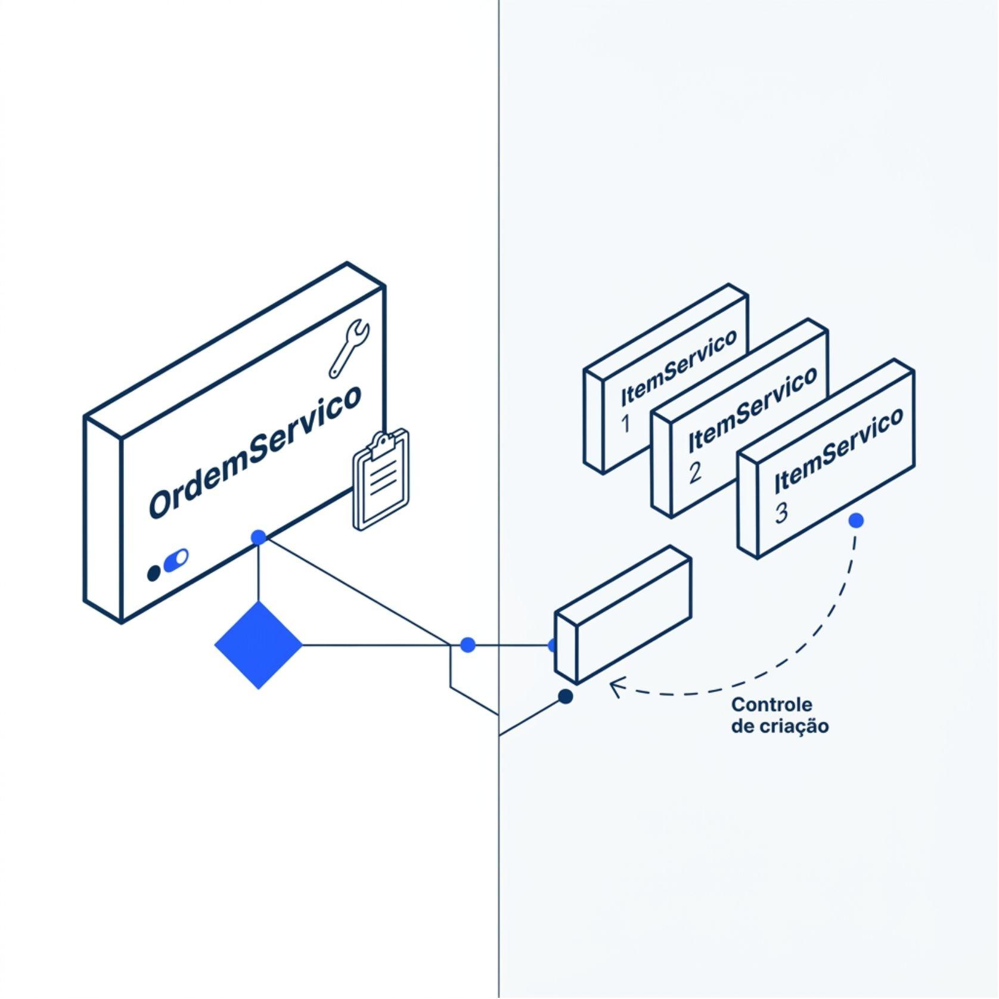 OrdemServico
ItemServico
1
ItemServico
2
ItemServico
3
Controle
de criação